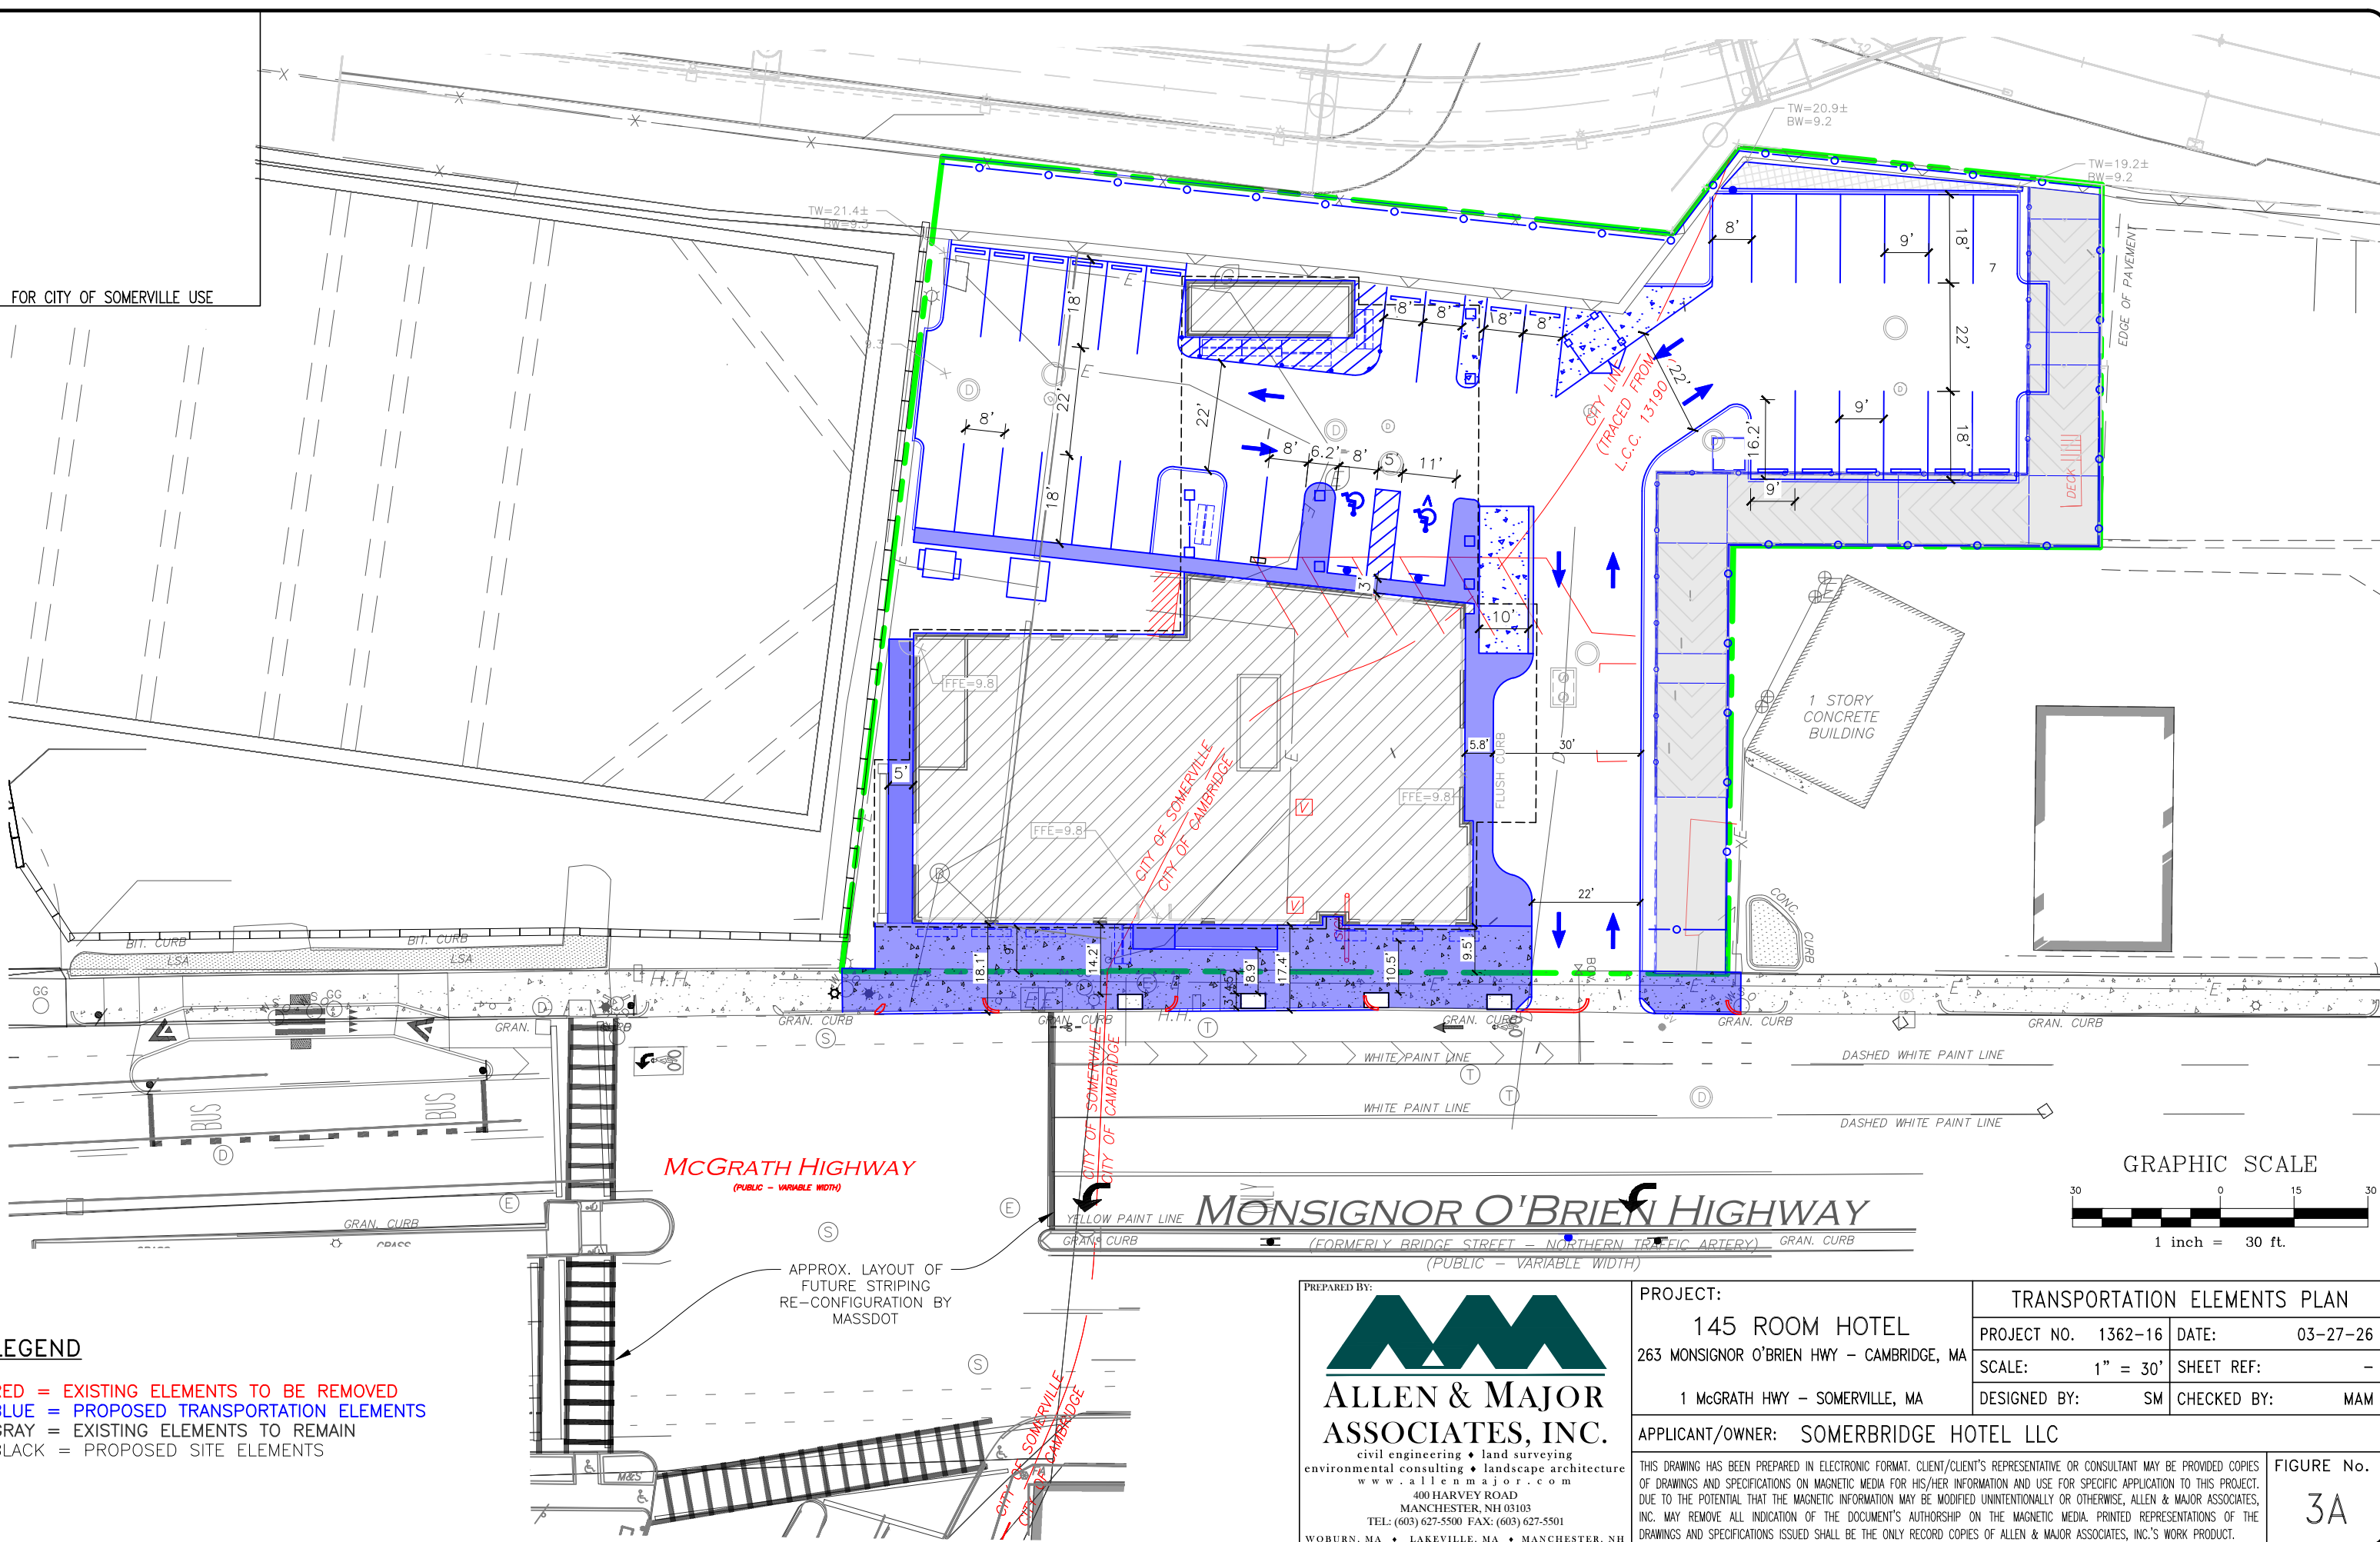 FOR CITY OF SOMERVILLE USE
TW=20.9±
BW=9.2
TW=19.2±
BW=9.2
TW=21.4±
BW=9.3
EDGE OF PAVEMENT
8'
9'
18'
7
22'
18'
9'
16.2'
9'
DECK
18'
22'
18'
8'
8'
8'
8'
8'
22'
22'
8'
6.2'
8'
5'
11'
3'
10'
CITY LINE
(TRACED FROM
L.C.C. 13190)
FFE=9.8
FFE=9.8
FFE=9.8
5'
5.8'
30'
22'
FLUSH CURB
CITY OF SOMERVILLE
CITY OF CAMBRIDGE
V
V
1 STORY
CONCRETE
BUILDING
CONC.
CURB
BIT. CURB
BIT. CURB
LSA
LSA
18.1'
9'
14.2'
8.9'
17.4'
10.5'
9.5'
H.H.
H.H.
GG
GG
GRAN. CURB
GRAN. CURB
GRAN. CURB
GRAN. CURB
GRAN. CURB
GRAN. CURB
WHITE PAINT LINE
DASHED WHITE PAINT LINE
WHITE PAINT LINE
DASHED WHITE PAINT LINE
BUS
BUS
CITY OF SOMERVILLE
CITY OF CAMBRIDGE
McGrath Highway
(PUBLIC – VARIABLE WIDTH)
ONLY
YELLOW PAINT LINE
Monsignor O'Brien Highway
GRAN. CURB
GRAN. CURB
GRAN. CURB
GRASS
(FORMERLY BRIDGE STREET – NORTHERN TRAFFIC ARTERY)
(PUBLIC – VARIABLE WIDTH)
GRAPHIC SCALE
30
0
15
30
1 inch = 30 ft.
APPROX. LAYOUT OF
FUTURE STRIPING
RE-CONFIGURATION BY
MASSDOT
CITY OF SOMERVILLE
CITY OF CAMBRIDGE
M&S
LEGEND
RED = EXISTING ELEMENTS TO BE REMOVED
BLUE = PROPOSED TRANSPORTATION ELEMENTS
GRAY = EXISTING ELEMENTS TO REMAIN
BLACK = PROPOSED SITE ELEMENTS
PREPARED BY:
ALLEN & MAJOR
ASSOCIATES, INC.
civil engineering ♦ land surveying
environmental consulting ♦ landscape architecture
www.allenmajor.com
400 HARVEY ROAD
MANCHESTER, NH 03103
TEL: (603) 627-5500 FAX: (603) 627-5501
WOBURN, MA ♦ LAKEVILLE, MA ♦ MANCHESTER, NH
PROJECT:
145 ROOM HOTEL
263 MONSIGNOR O'BRIEN HWY – CAMBRIDGE, MA
1 McGRATH HWY – SOMERVILLE, MA
TRANSPORTATION ELEMENTS PLAN
PROJECT NO. 1362-16 DATE: 03-27-26
SCALE: 1" = 30' SHEET REF: –
DESIGNED BY: SM CHECKED BY: MAM
APPLICANT/OWNER: SOMERBRIDGE HOTEL LLC
THIS DRAWING HAS BEEN PREPARED IN ELECTRONIC FORMAT. CLIENT/CLIENT'S REPRESENTATIVE OR CONSULTANT MAY BE PROVIDED COPIES
OF DRAWINGS AND SPECIFICATIONS ON MAGNETIC MEDIA FOR HIS/HER INFORMATION AND USE FOR SPECIFIC APPLICATION TO THIS PROJECT.
DUE TO THE POTENTIAL THAT THE MAGNETIC INFORMATION MAY BE MODIFIED UNINTENTIONALLY OR OTHERWISE, ALLEN & MAJOR ASSOCIATES,
INC. MAY REMOVE ALL INDICATION OF THE DOCUMENT'S AUTHORSHIP ON THE MAGNETIC MEDIA. PRINTED REPRESENTATIONS OF THE
DRAWINGS AND SPECIFICATIONS ISSUED SHALL BE THE ONLY RECORD COPIES OF ALLEN & MAJOR ASSOCIATES, INC.'S WORK PRODUCT.
FIGURE No.
3A